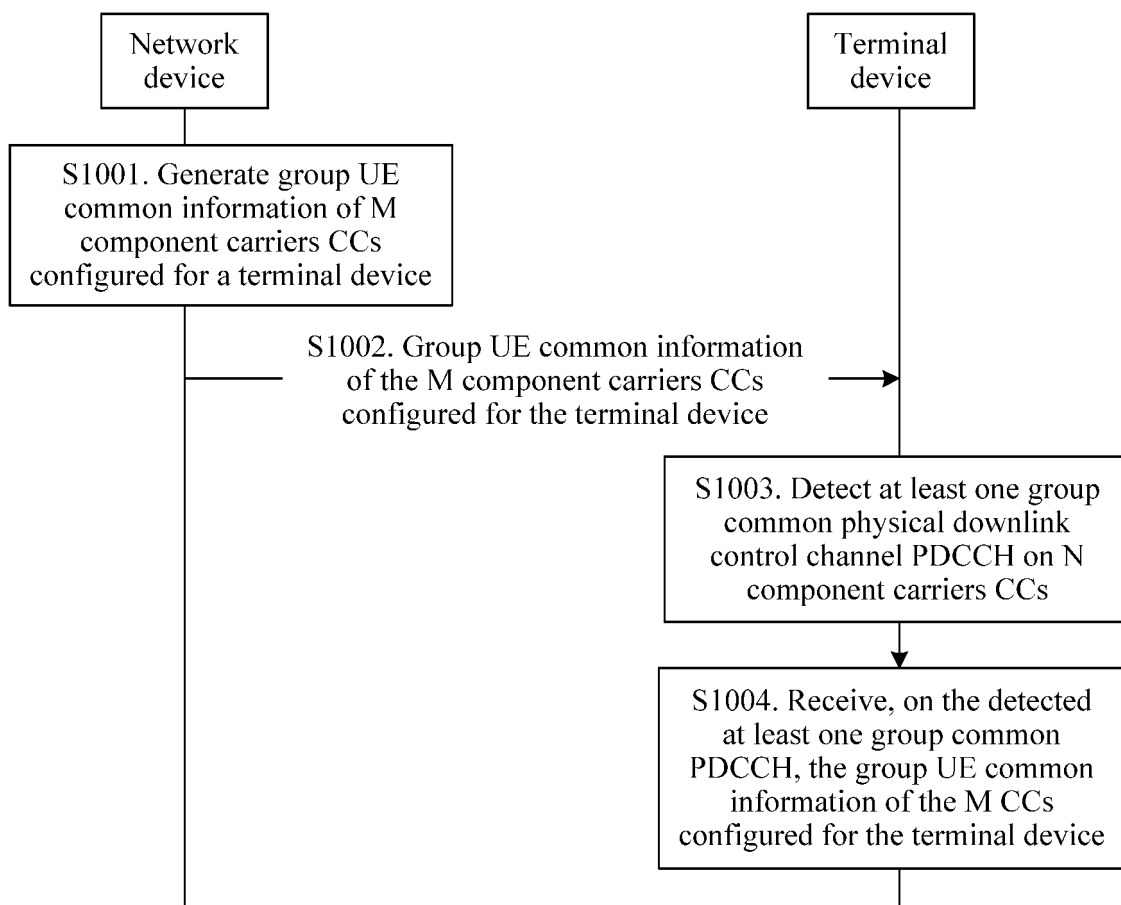 Network
device
Terminal
device
S1001. Generate group UE
common information of M
component carriers CCs
configured for a terminal device
S1002. Group UE common information
of the M component carriers CCs
configured for the terminal device
S1003. Detect at least one group
common physical downlink
control channel PDCCH on N
component carriers CCs
S1004. Receive, on the detected
at least one group common
PDCCH, the group UE common
information of the M CCs
configured for the terminal device